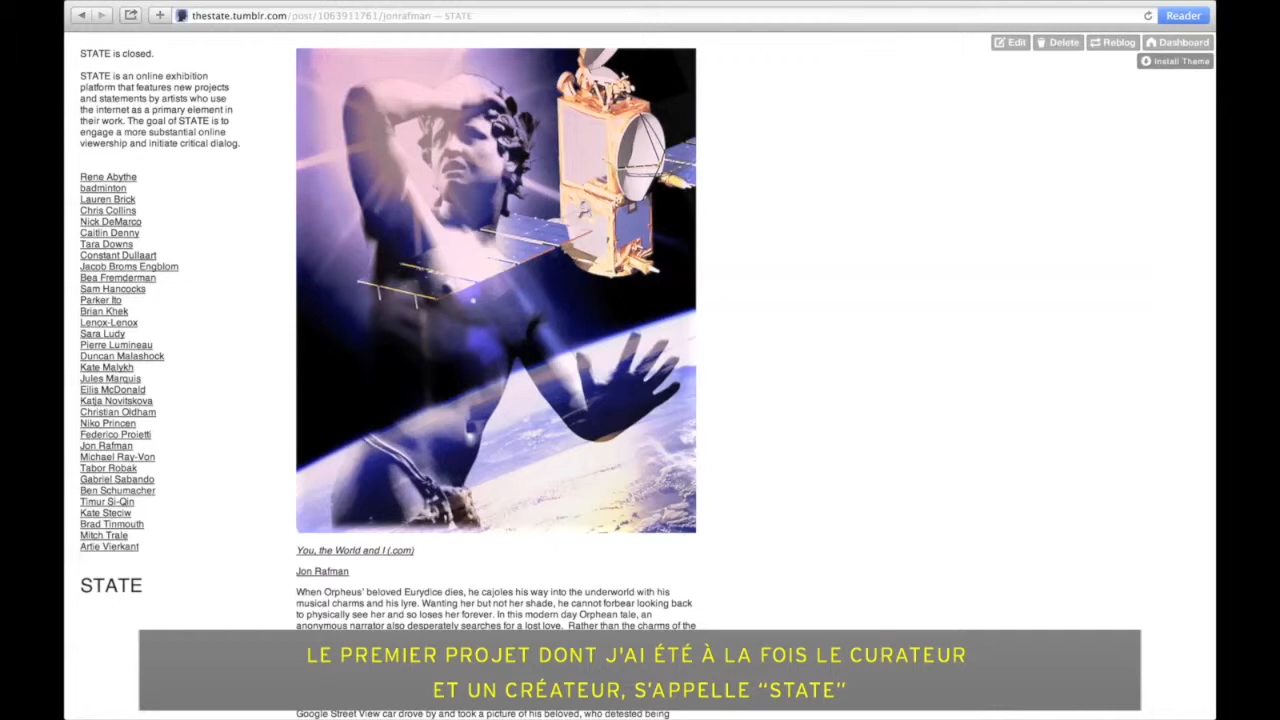 thestate.tumblr.com/post/1063911761/jonrafman — STATE
Reader
Edit
Delete
Reblog
Dashboard
Install Theme
STATE is closed.
STATE is an online exhibition
platform that features new projects
and statements by artists who use
the internet as a primary element in
their work. The goal of STATE is to
engage a more substantial online
viewership and initiate critical dialog.
Rene Abythe
badminton
Lauren Brick
Chris Collins
Nick DeMarco
Caitlin Denny
Tara Downs
Constant Dullaart
Jacob Broms Engblom
Bea Fremderman
Sam Hancocks
Parker Ito
Brian Khek
Lenox-Lenox
Sara Ludy
Pierre Lumineau
Duncan Malashock
Kate Malykh
Jules Marquis
Eilis McDonald
Katja Novitskova
Christian Oldham
Niko Princen
Federico Proietti
Jon Rafman
Michael Ray-Von
Tabor Robak
Gabriel Sabando
Ben Schumacher
Timur Si-Qin
Kate Steciw
Brad Tinmouth
Mitch Trale
Artie Vierkant
STATE
You, the World and I (.com)
Jon Rafman
When Orpheus' beloved Eurydice dies, he cajoles his way into the underworld with his
musical charms and his lyre. Wanting her but not her shade, he cannot forbear looking back
to physically see her and so loses her forever. In this modern day Orphean tale, an
anonymous narrator also desperately searches for a lost love. Rather than the charms of the
LE PREMIER PROJET DONT J'AI ÉTÉ À LA FOIS LE CURATEUR
ET UN CRÉATEUR, S'APPELLE “STATE”
Google Street View car drove by and took a picture of his beloved, who detested being